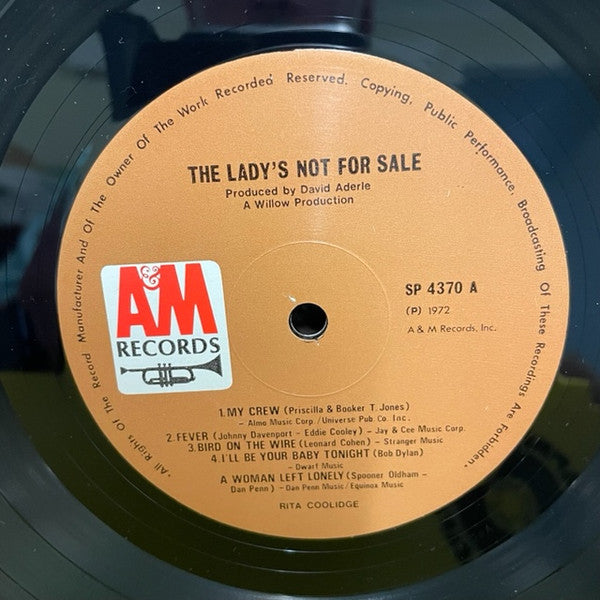 All Rights Of The Record Manufacturer And Of The Owner Of The Work Recorded Reserved. Copying, Public Performance, Broadcasting Of These Recordings Are Forbidden.
THE LADY'S NOT FOR SALE
Produced by David Aderle
A Willow Production
A&M
RECORDS
SP 4370 A
(P) 1972
A & M Records, Inc.
1.MY CREW (Priscilla & Booker T. Jones)
- Almo Music Corp./Universe Pub. Co. Inc.
2.FEVER (Johnny Davenport - Eddie Cooley) - Jay & Cee Music Corp.
3.BIRD ON THE WIRE (Leonard Cohen) - Stranger Music
4.I'LL BE YOUR BABY TONIGHT (Bob Dylan)
- Dwarf Music
A WOMAN LEFT LONELY (Spooner Oldham -
Dan Penn) - Dan Penn Music/Equinox Music
RITA COOLIDGE